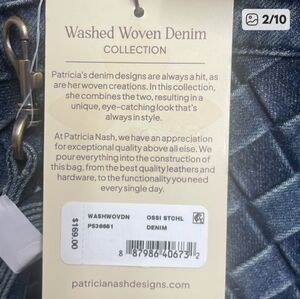 2/10
Washed Woven Denim
COLLECTION
Patricia's denim designs are always a hit, as
are her woven creations. In this collection,
she combines the two, resulting in a
unique, eye-catching look that's
always in style.
At Patricia Nash, we have an appreciation
for exceptional quality above all else. We
pour everything into the construction of
this bag, from the best quality leathers and
hardware, to the functionality you need
every single day.
$169.00
WASHWOVDN OSSI STCHL
P538681 DENIM
8 87986 40673 2
patricianashdesigns.com